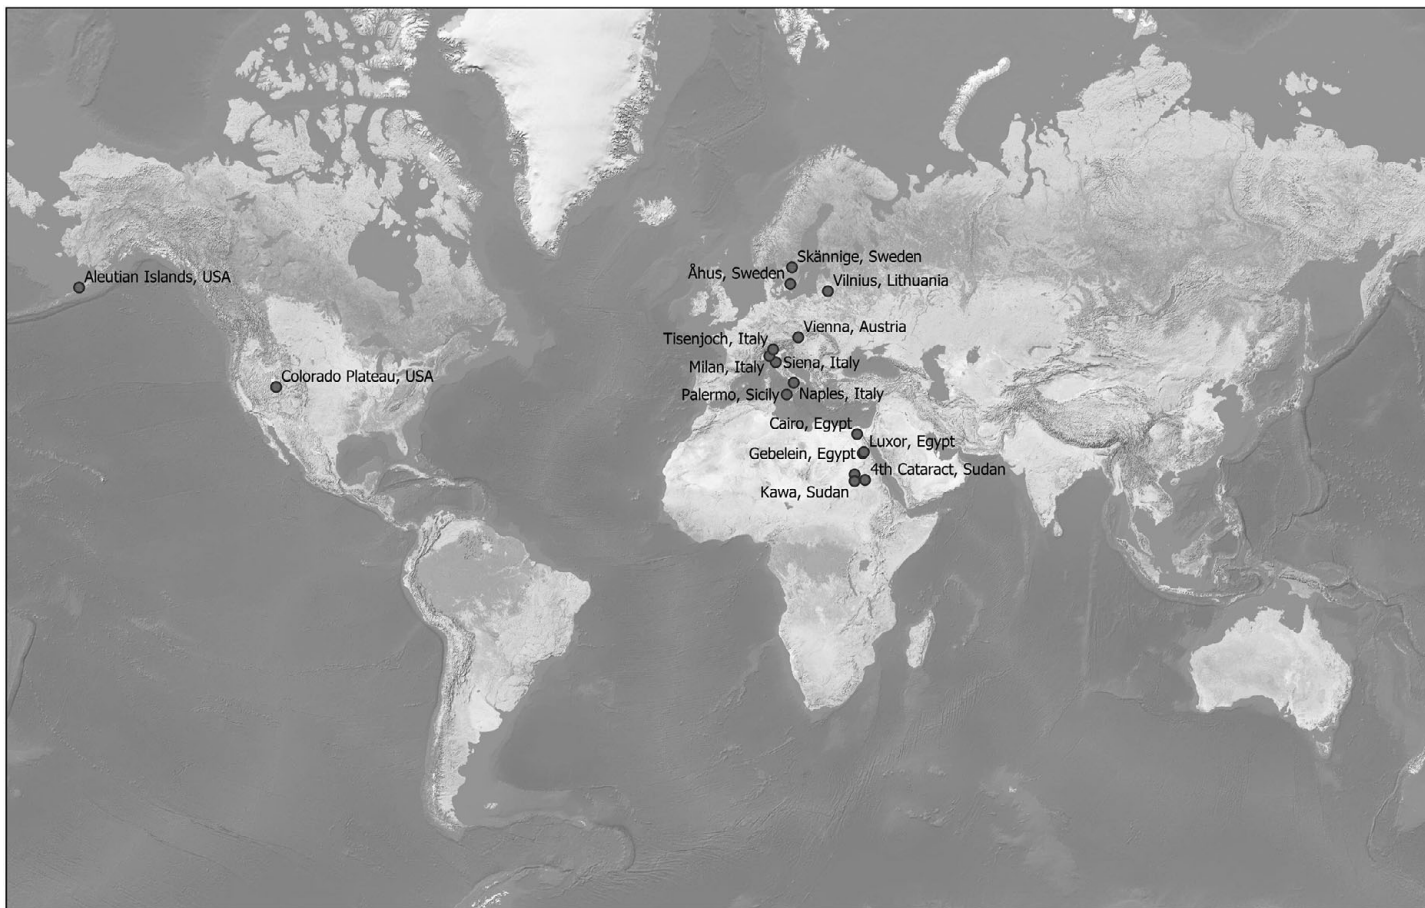 Skännige, Sweden
Åhus, Sweden
Aleutian Islands, USA
Vilnius, Lithuania
Vienna, Austria
Tisenjoch, Italy
Milan, Italy
Siena, Italy
Colorado Plateau, USA
Palermo, Sicily
Naples, Italy
Cairo, Egypt
Luxor, Egypt
Gebelein, Egypt
4th Cataract, Sudan
Kawa, Sudan